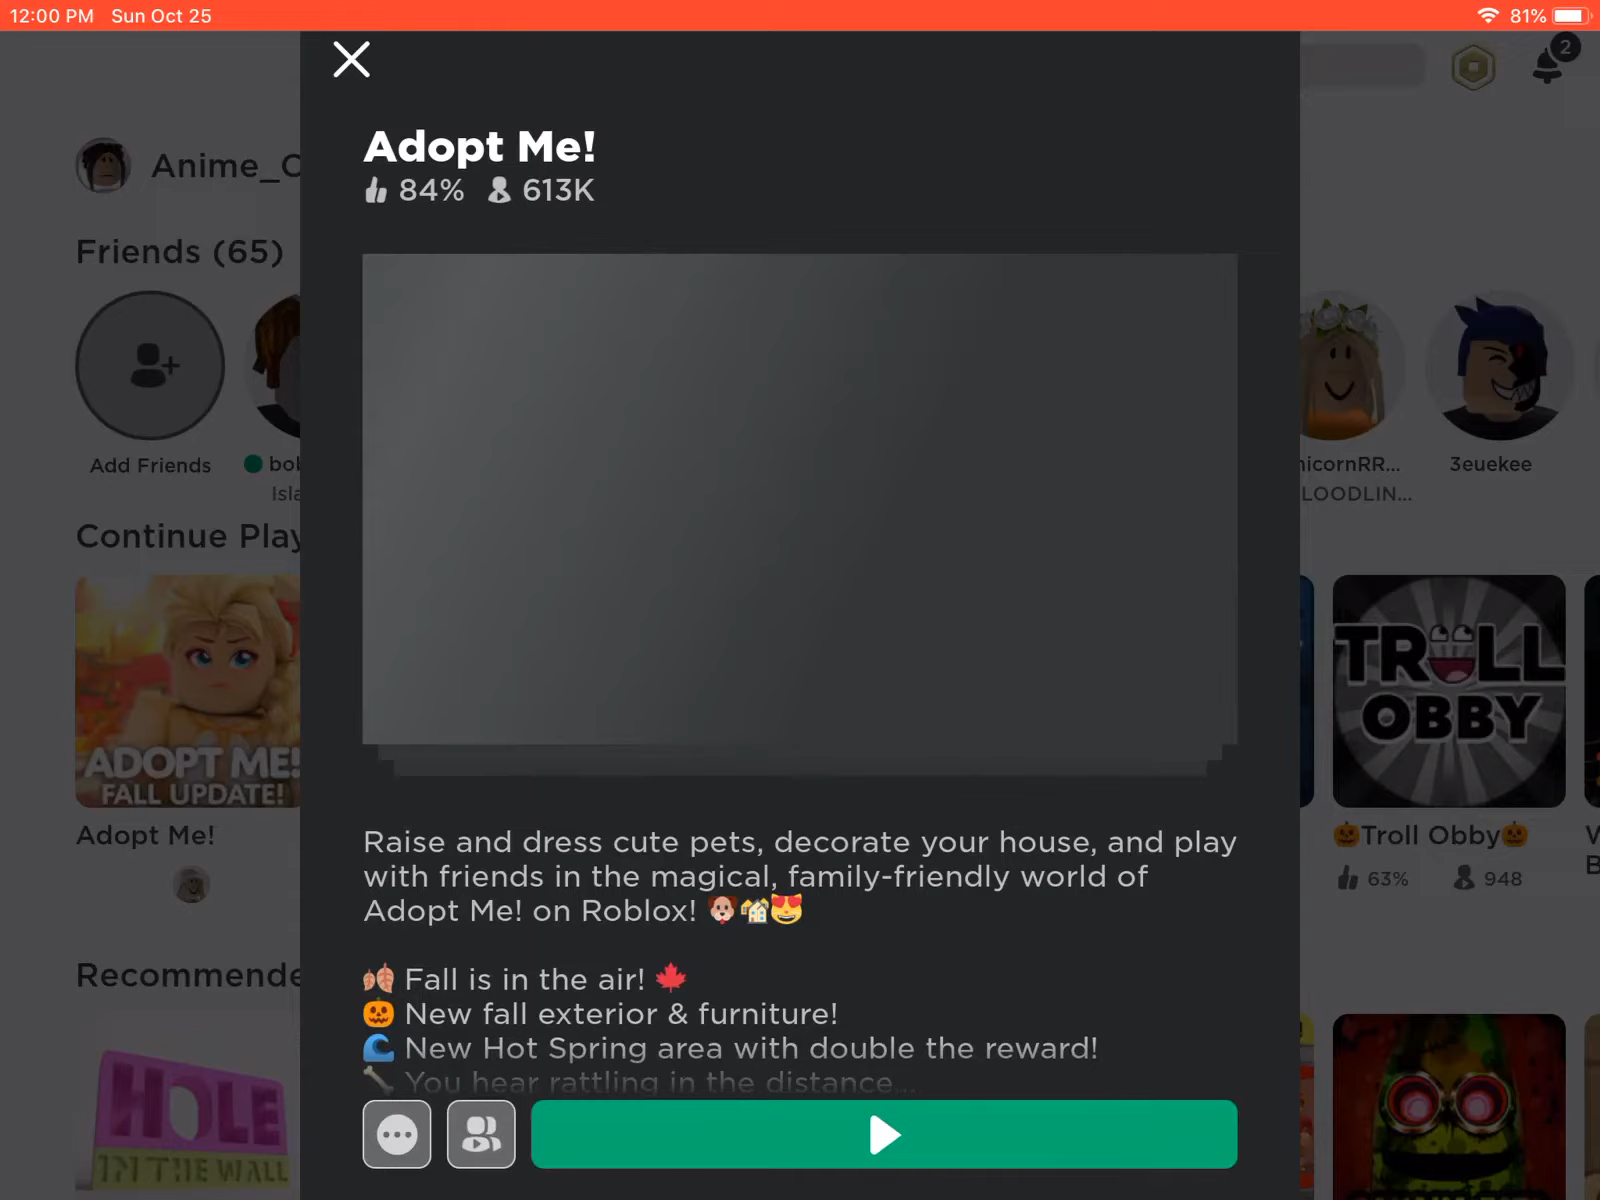 12:00 PM Sun Oct 25
81%
2
Anime_C
Adopt Me!
84% 613K
Friends (65)
Add Friends
bol
Isla
nicornRR...
LOODLIN...
3euekee
Continue Play
ADOPT ME!
FALL UPDATE!
Adopt Me!
TROLL
OBBY
🎃Troll Obby🎃
63% 948
Raise and dress cute pets, decorate your house, and play
with friends in the magical, family-friendly world of
Adopt Me! on Roblox! 🐶🏘️😻
🍂 Fall is in the air! 🍁
🎃 New fall exterior & furniture!
🌊 New Hot Spring area with double the reward!
🦴 You hear rattling in the distance....
Recommende
HOLE
IN THE WALL